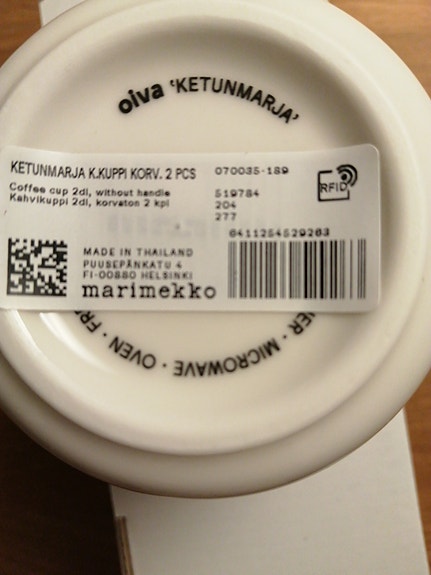 oiva 'KETUNMARJA'
KETUNMARJA K.KUPPI KORV. 2 PCS 070035-189
Coffee cup 2dl, without handle 519784
Kahvikuppi 2dl, korvaton 2 kpl 204
277
6411254529263
RFID
MADE IN THAILAND
PUUSEPÄNKATU 4
FI-00880 HELSINKI
marimekko
MICROWAVE · OVEN ·